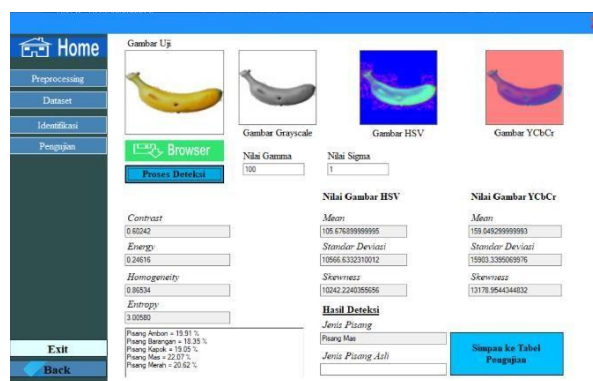 Home
Preprocessing
Dataset
Identifikasi
Pengujian
Exit
Back
Gambar Uji
Gambar Grayscale
Gambar HSV
Gambar YCbCr
Browser
Proses Deteksi
Nilai Gamma
100
Nilai Sigma
1
Nilai Gambar HSV
Nilai Gambar YCbCr
Contrast
0.60242
Energy
0.24616
Homogeneity
0.86534
Entropy
3.00580
Mean
105.676899999995
Standar Deviasi
10566.6332310012
Skewness
10242.2240355656
Mean
159.049299999993
Standar Deviasi
15903.3395069976
Skewness
13178.9544344832
Pisang Ambon = 19.91 %
Pisang Barangan = 18.35 %
Pisang Kapok = 19.05 %
Pisang Mas = 22.07 %
Pisang Merah = 20.62 %
Hasil Deteksi
Jenis Pisang
Pisang Mas
Jenis Pisang Asli
Simpan ke Tabel
Pengujian